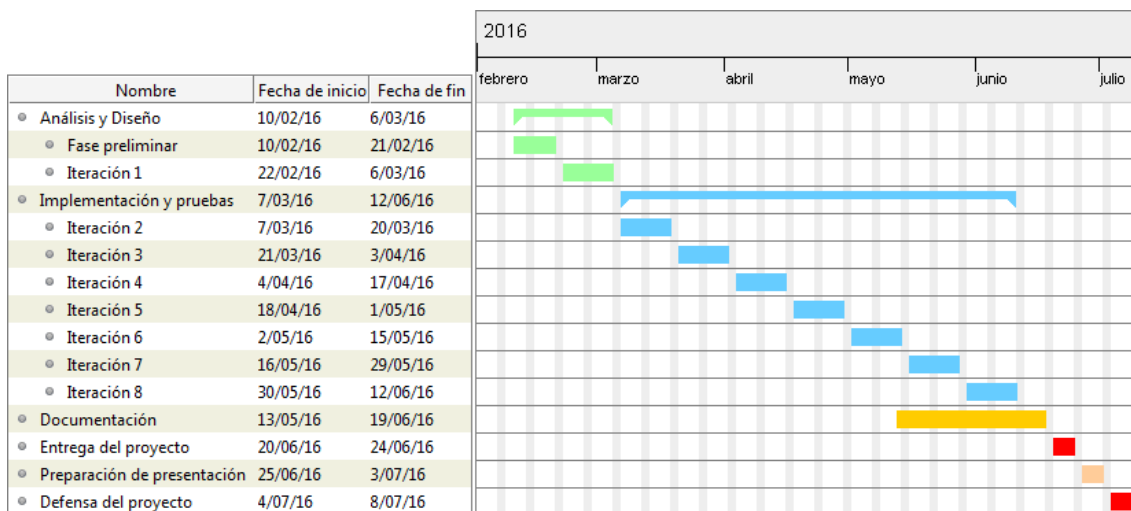 2016
febrero marzo abril mayo junio julio
Nombre Fecha de inicio Fecha de fin
Análisis y Diseño 10/02/16 6/03/16
Fase preliminar 10/02/16 21/02/16
Iteración 1 22/02/16 6/03/16
Implementación y pruebas 7/03/16 12/06/16
Iteración 2 7/03/16 20/03/16
Iteración 3 21/03/16 3/04/16
Iteración 4 4/04/16 17/04/16
Iteración 5 18/04/16 1/05/16
Iteración 6 2/05/16 15/05/16
Iteración 7 16/05/16 29/05/16
Iteración 8 30/05/16 12/06/16
Documentación 13/05/16 19/06/16
Entrega del proyecto 20/06/16 24/06/16
Preparación de presentación 25/06/16 3/07/16
Defensa del proyecto 4/07/16 8/07/16